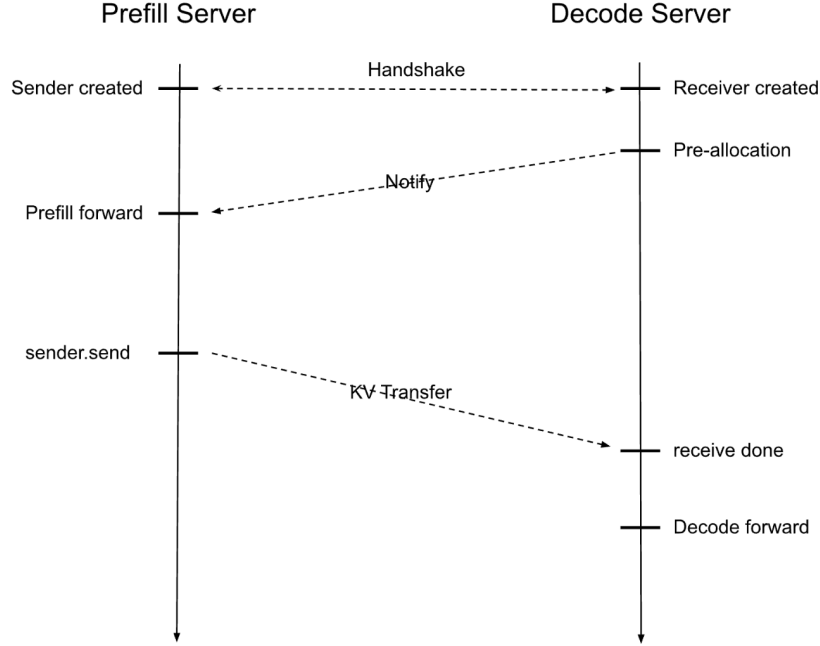 Prefill Server
Decode Server
Handshake
Sender created
Receiver created
Pre-allocation
Notify
Prefill forward
sender.send
KV Transfer
receive done
Decode forward